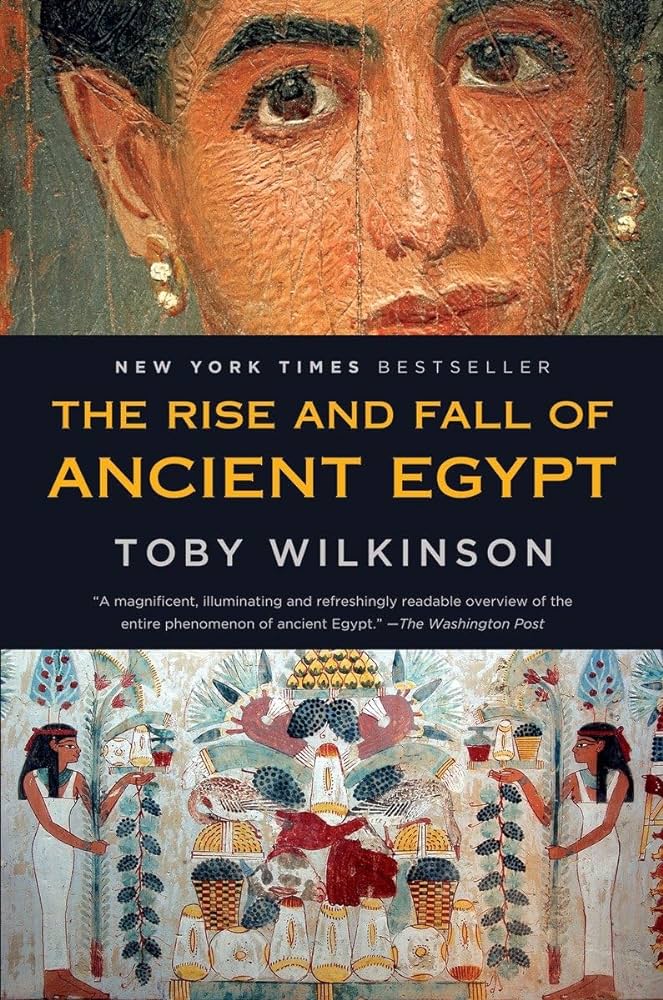 NEW YORK TIMES BESTSELLER
THE RISE AND FALL OF
ANCIENT EGYPT
TOBY WILKINSON
“A magnificent, illuminating and refreshingly readable overview of the
entire phenomenon of ancient Egypt.” —The Washington Post